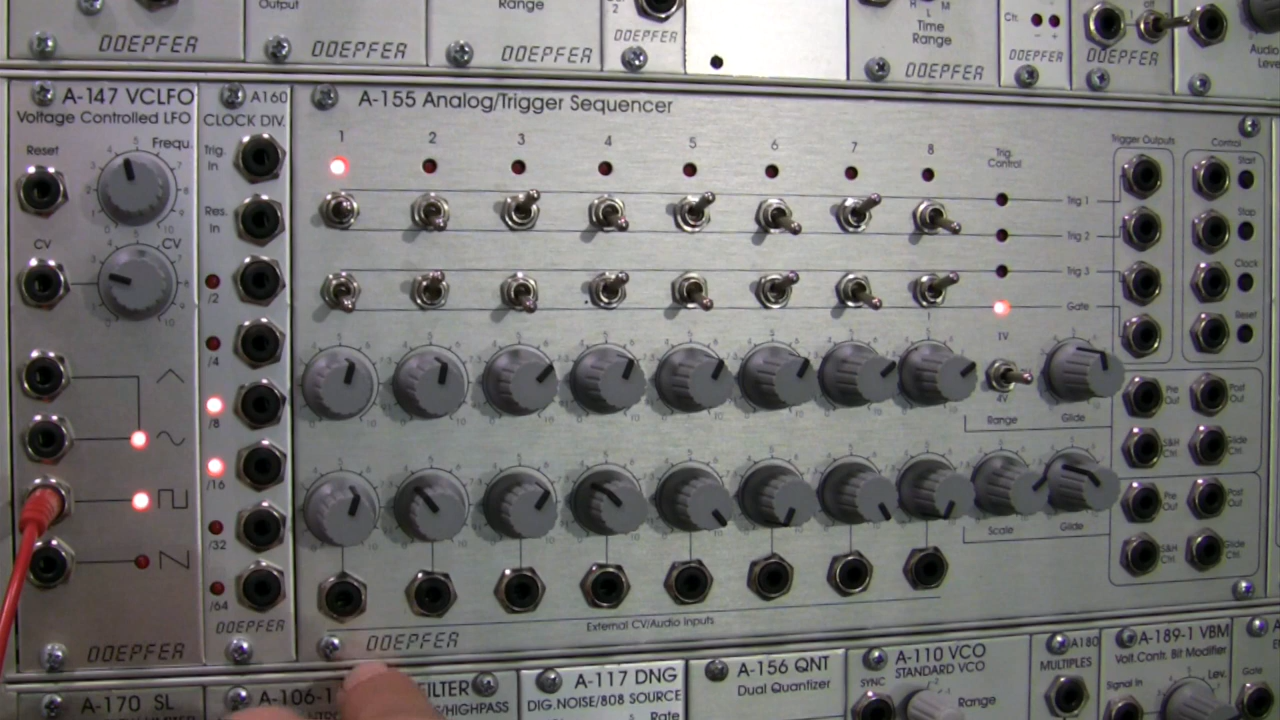 Output
Range
2
H L M
Time
Range
Ctr.
- +
off
1
Audio
Level
DOEPFER
DOEPFER
DOEPFER
DOEPFER
DOEPFER
DOEPFER
A-147 VCLFO
Voltage Controlled LFO
Reset
Frequ.
CV
CV
DOEPFER
A160
CLOCK DIV.
Trig.
In
Res.
In
/2
/4
/8
/16
/32
/64
DOEPFER
A-155 Analog/Trigger Sequencer
1 2 3 4 5 6 7 8
Trig.
Control
Trig 1
Trig 2
Trig 3
Gate
1V
4V
Range
Glide
Scale
Glide
External CV/Audio Inputs
DOEPFER
Trigger Outputs
Control
Start
Stop
Clock
Reset
Pre
Out
Post
Out
S&H
Ctrl.
Glide
Ctrl.
Pre
Out
Post
Out
S&H
Ctrl.
Glide
Ctrl.
A-170 SL
A-106-1
FILTER
/HIGHPASS
A-117 DNG
DIG.NOISE/808 SOURCE
Rate
A-156 QNT
Dual Quantizer
A-110 VCO
STANDARD VCO
SYNC
Range
A180
MULTIPLES
A-189-1 VBM
Volt.Contr. Bit Modifier
Signal In
Lev.
Gate